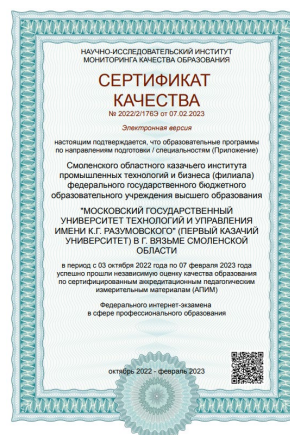 НАУЧНО-ИССЛЕДОВАТЕЛЬСКИЙ ИНСТИТУТ
МОНИТОРИНГА КАЧЕСТВА ОБРАЗОВАНИЯ
СЕРТИФИКАТ
КАЧЕСТВА
№ 2022/2/176Э от 07.02.2023
Электронная версия
настоящим подтверждается, что образовательные программы
по направлениям подготовки / специальностям (Приложение)
Смоленского областного казачьего института
промышленных технологий и бизнеса (филиала)
федерального государственного бюджетного
образовательного учреждения высшего образования
"МОСКОВСКИЙ ГОСУДАРСТВЕННЫЙ
УНИВЕРСИТЕТ ТЕХНОЛОГИЙ И УПРАВЛЕНИЯ
ИМЕНИ К.Г. РАЗУМОВСКОГО" (ПЕРВЫЙ КАЗАЧИЙ
УНИВЕРСИТЕТ) В Г. ВЯЗЬМЕ СМОЛЕНСКОЙ
ОБЛАСТИ
в период с 03 октября 2022 года по 07 февраля 2023 года
успешно прошли независимую оценку качества образования
по сертифицированным аккредитационным педагогическим
измерительным материалам (АПИМ)
Федерального интернет-экзамена
в сфере профессионального образования
октябрь 2022 - февраль 2023